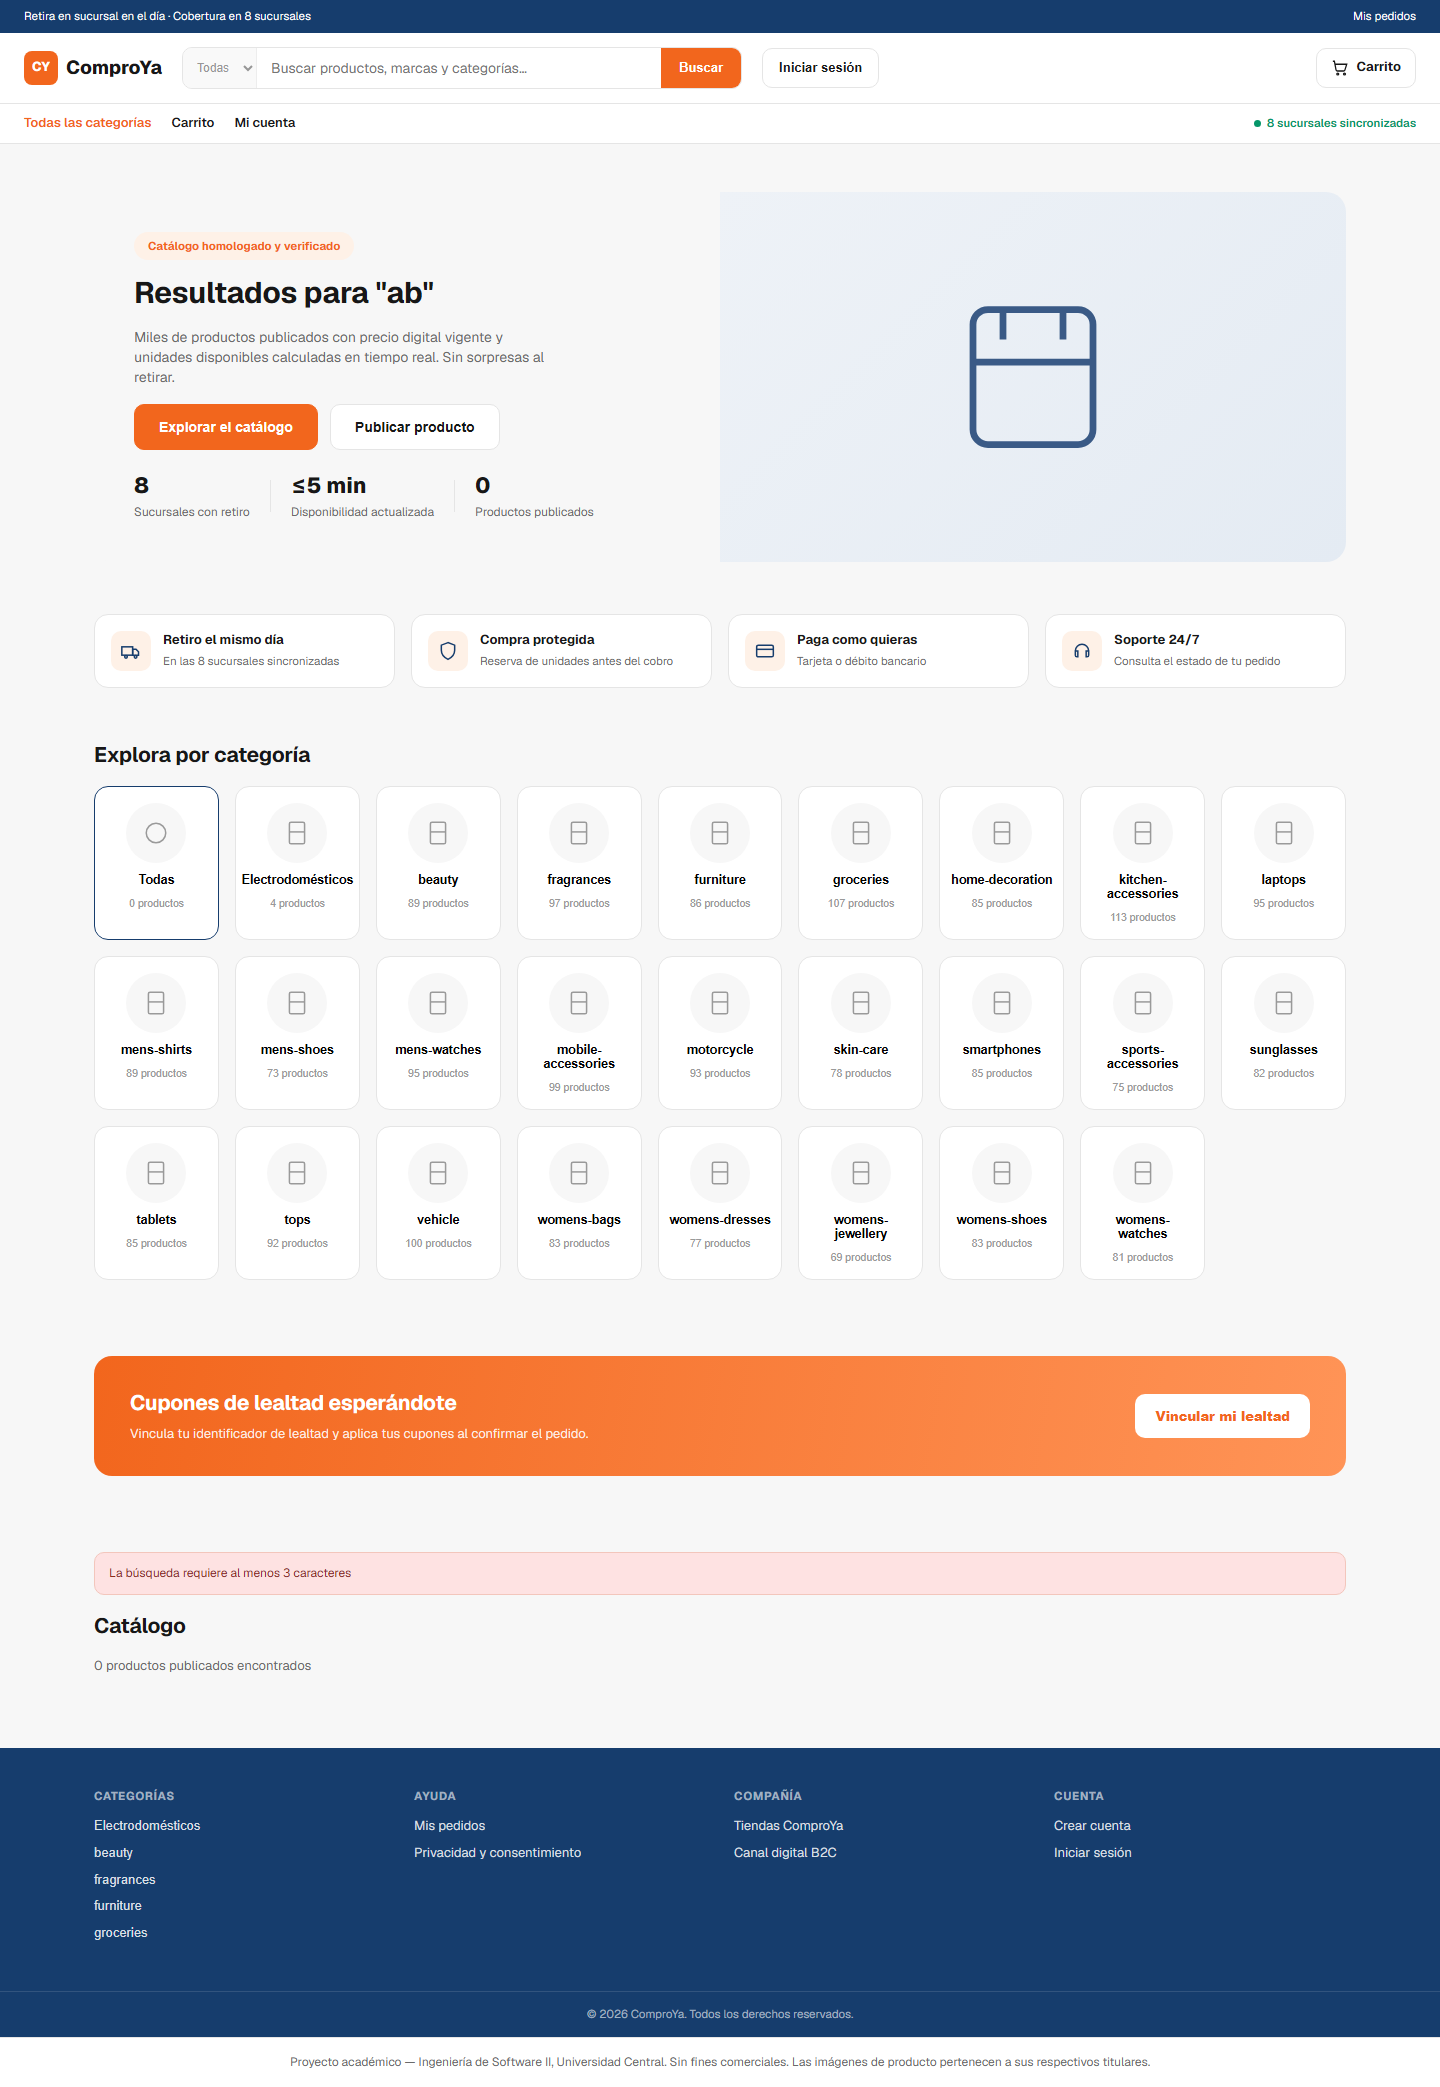 Retira en sucursal en el día · Cobertura en 8 sucursales
Mis pedidos
CY ComproYa
Todas
Buscar productos, marcas y categorías...
Buscar
Iniciar sesión
Carrito
Todas las categorías
Carrito
Mi cuenta
8 sucursales sincronizadas
Catálogo homologado y verificado
Resultados para "ab"
Miles de productos publicados con precio digital vigente y
unidades disponibles calculadas en tiempo real. Sin sorpresas al
retirar.
Explorar el catálogo
Publicar producto
8
Sucursales con retiro
≤5 min
Disponibilidad actualizada
0
Productos publicados
Retiro el mismo día
En las 8 sucursales sincronizadas
Compra protegida
Reserva de unidades antes del cobro
Paga como quieras
Tarjeta o débito bancario
Soporte 24/7
Consulta el estado de tu pedido
Explora por categoría
Todas
0 productos
Electrodomésticos
4 productos
beauty
89 productos
fragrances
97 productos
furniture
86 productos
groceries
107 productos
home-decoration
85 productos
kitchen-
accessories
113 productos
laptops
95 productos
mens-shirts
89 productos
mens-shoes
73 productos
mens-watches
95 productos
mobile-
accessories
99 productos
motorcycle
93 productos
skin-care
78 productos
smartphones
85 productos
sports-
accessories
75 productos
sunglasses
82 productos
tablets
85 productos
tops
92 productos
vehicle
100 productos
womens-bags
83 productos
womens-dresses
77 productos
womens-
jewellery
69 productos
womens-shoes
83 productos
womens-
watches
81 productos
Cupones de lealtad esperándote
Vincula tu identificador de lealtad y aplica tus cupones al confirmar el pedido.
Vincular mi lealtad
La búsqueda requiere al menos 3 caracteres
Catálogo
0 productos publicados encontrados
CATEGORÍAS
Electrodomésticos
beauty
fragrances
furniture
groceries
AYUDA
Mis pedidos
Privacidad y consentimiento
COMPAÑÍA
Tiendas ComproYa
Canal digital B2C
CUENTA
Crear cuenta
Iniciar sesión
© 2026 ComproYa. Todos los derechos reservados.
Proyecto académico — Ingeniería de Software II, Universidad Central. Sin fines comerciales. Las imágenes de producto pertenecen a sus respectivos titulares.